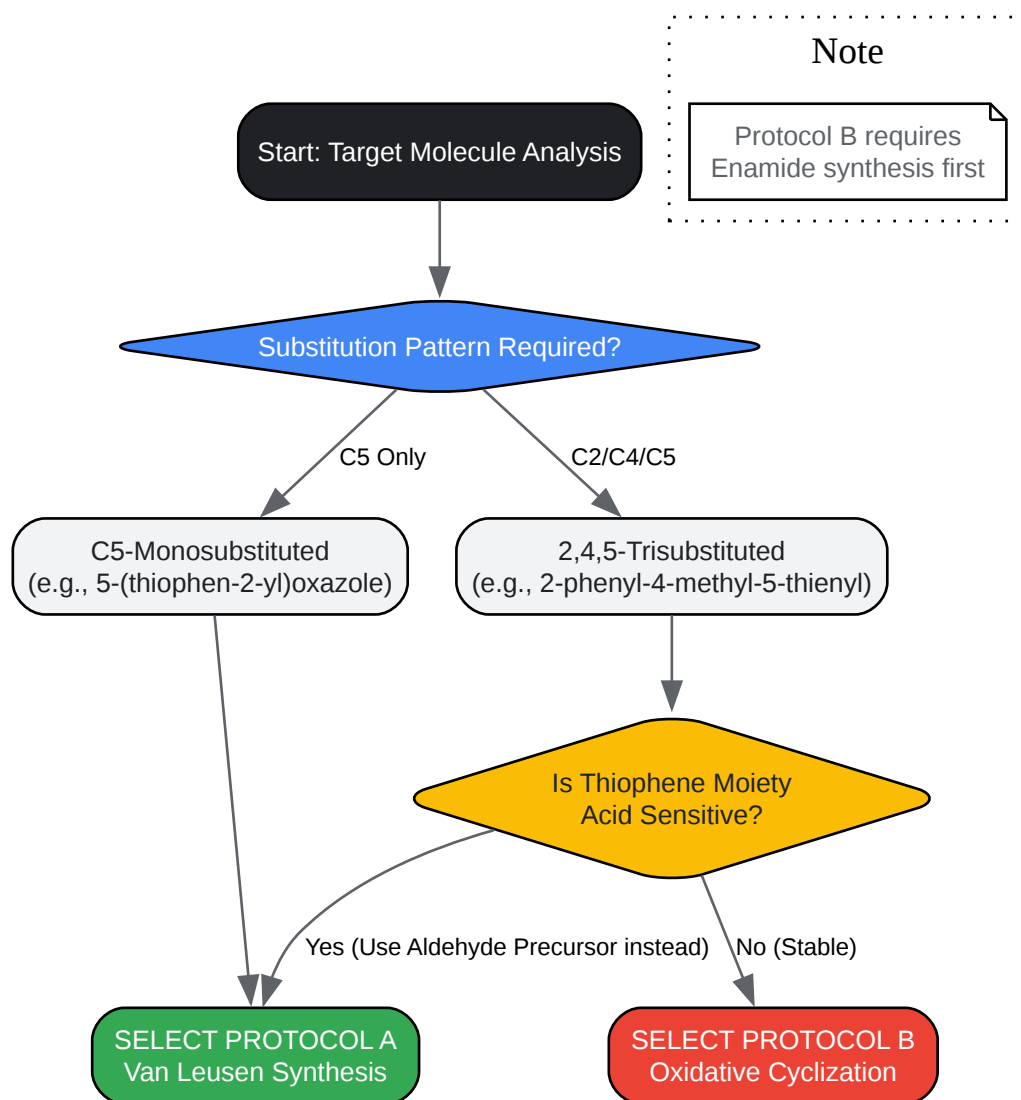 Note
Protocol B requires
Enamide synthesis first
Start: Target Molecule Analysis
Substitution Pattern Required?
C5 Only
C2/C4/C5
C5-Monosubstituted
(e.g., 5-(thiophen-2-yl)oxazole)
2,4,5-Trisubstituted
(e.g., 2-phenyl-4-methyl-5-thienyl)
Is Thiophene Moiety
Acid Sensitive?
Yes (Use Aldehyde Precursor instead)
No (Stable)
SELECT PROTOCOL A
Van Leusen Synthesis
SELECT PROTOCOL B
Oxidative Cyclization